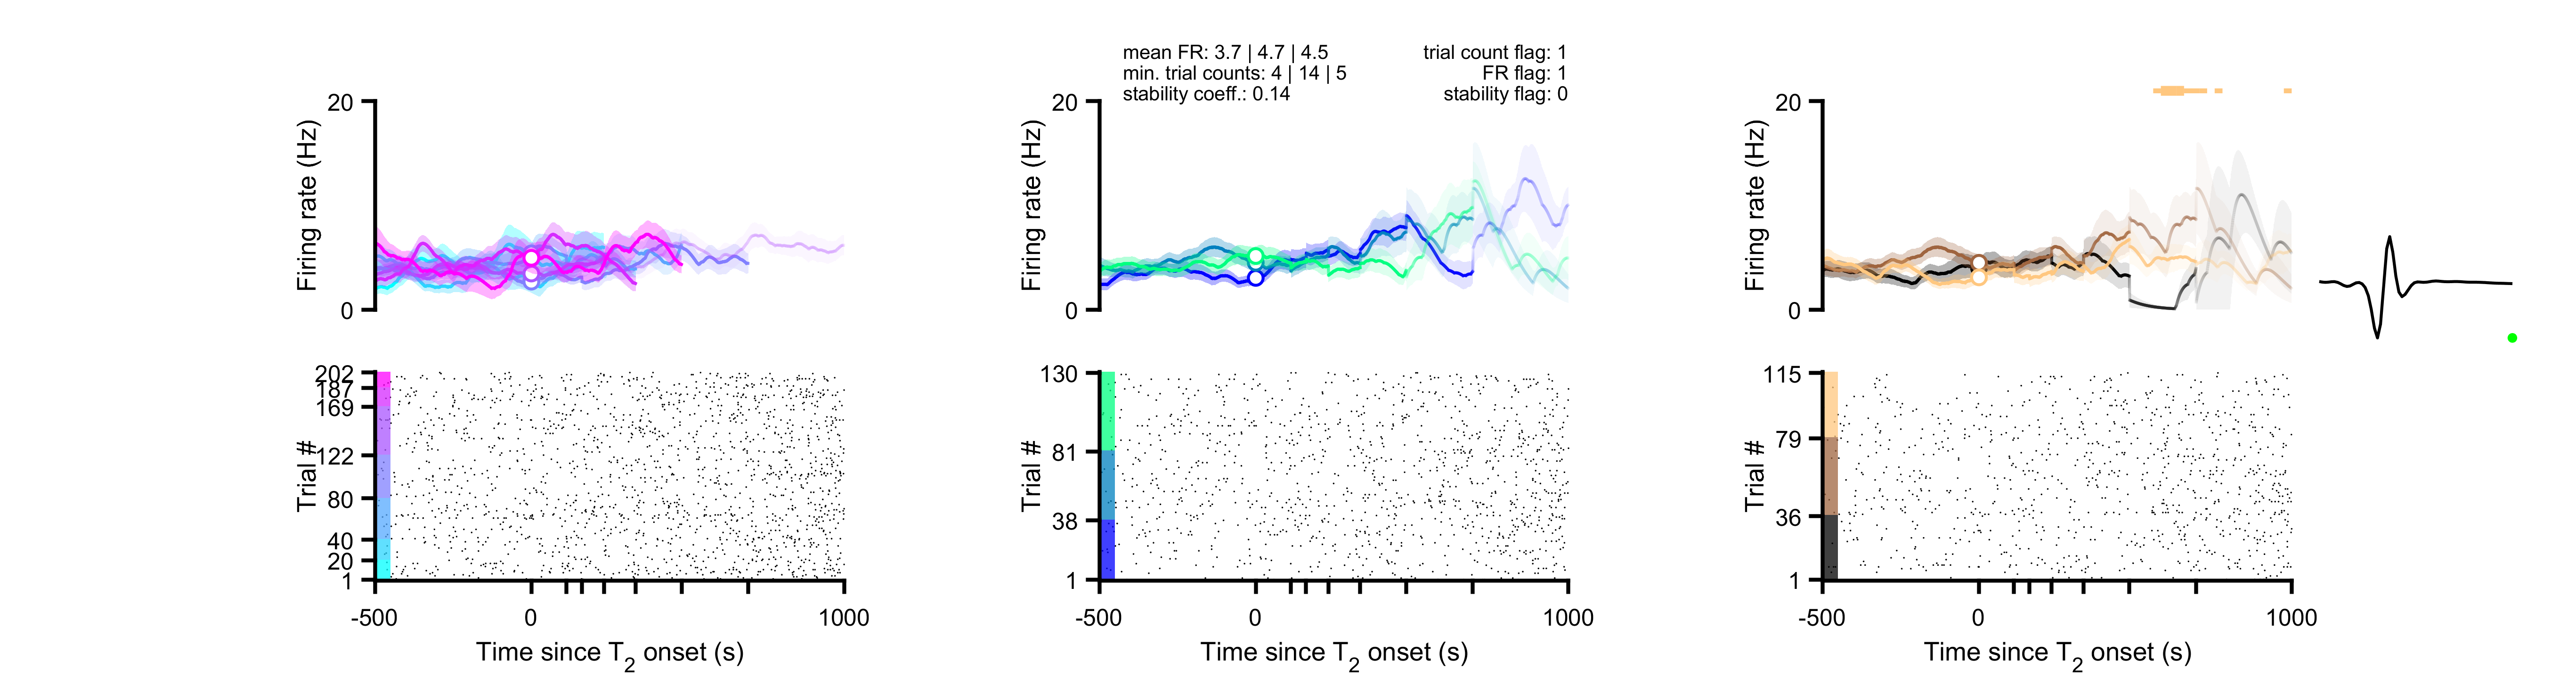 mean FR: 3.7 | 4.7 | 4.5
min. trial counts: 4 | 14 | 5
stability coeff.: 0.14
trial count flag: 1
FR flag: 1
stability flag: 0
20
0
Firing rate (Hz)
20
0
Firing rate (Hz)
20
0
Firing rate (Hz)
202
187
169
122
80
40
20
1
Trial #
-500
0
1000
Time since T2 onset (s)
130
81
38
1
Trial #
-500
0
1000
Time since T2 onset (s)
115
79
36
1
Trial #
-500
0
1000
Time since T2 onset (s)